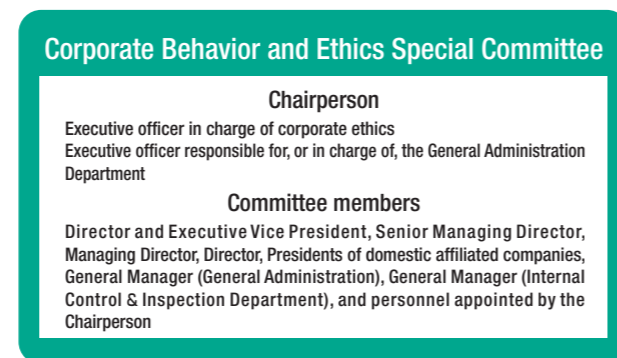 Corporate Behavior and Ethics Special Committee
Chairperson
Executive officer in charge of corporate ethics
Executive officer responsible for, or in charge of, the General Administration
Department
Committee members
Director and Executive Vice President, Senior Managing Director,
Managing Director, Director, Presidents of domestic affiliated companies,
General Manager (General Administration), General Manager (Internal
Control & Inspection Department), and personnel appointed by the
Chairperson